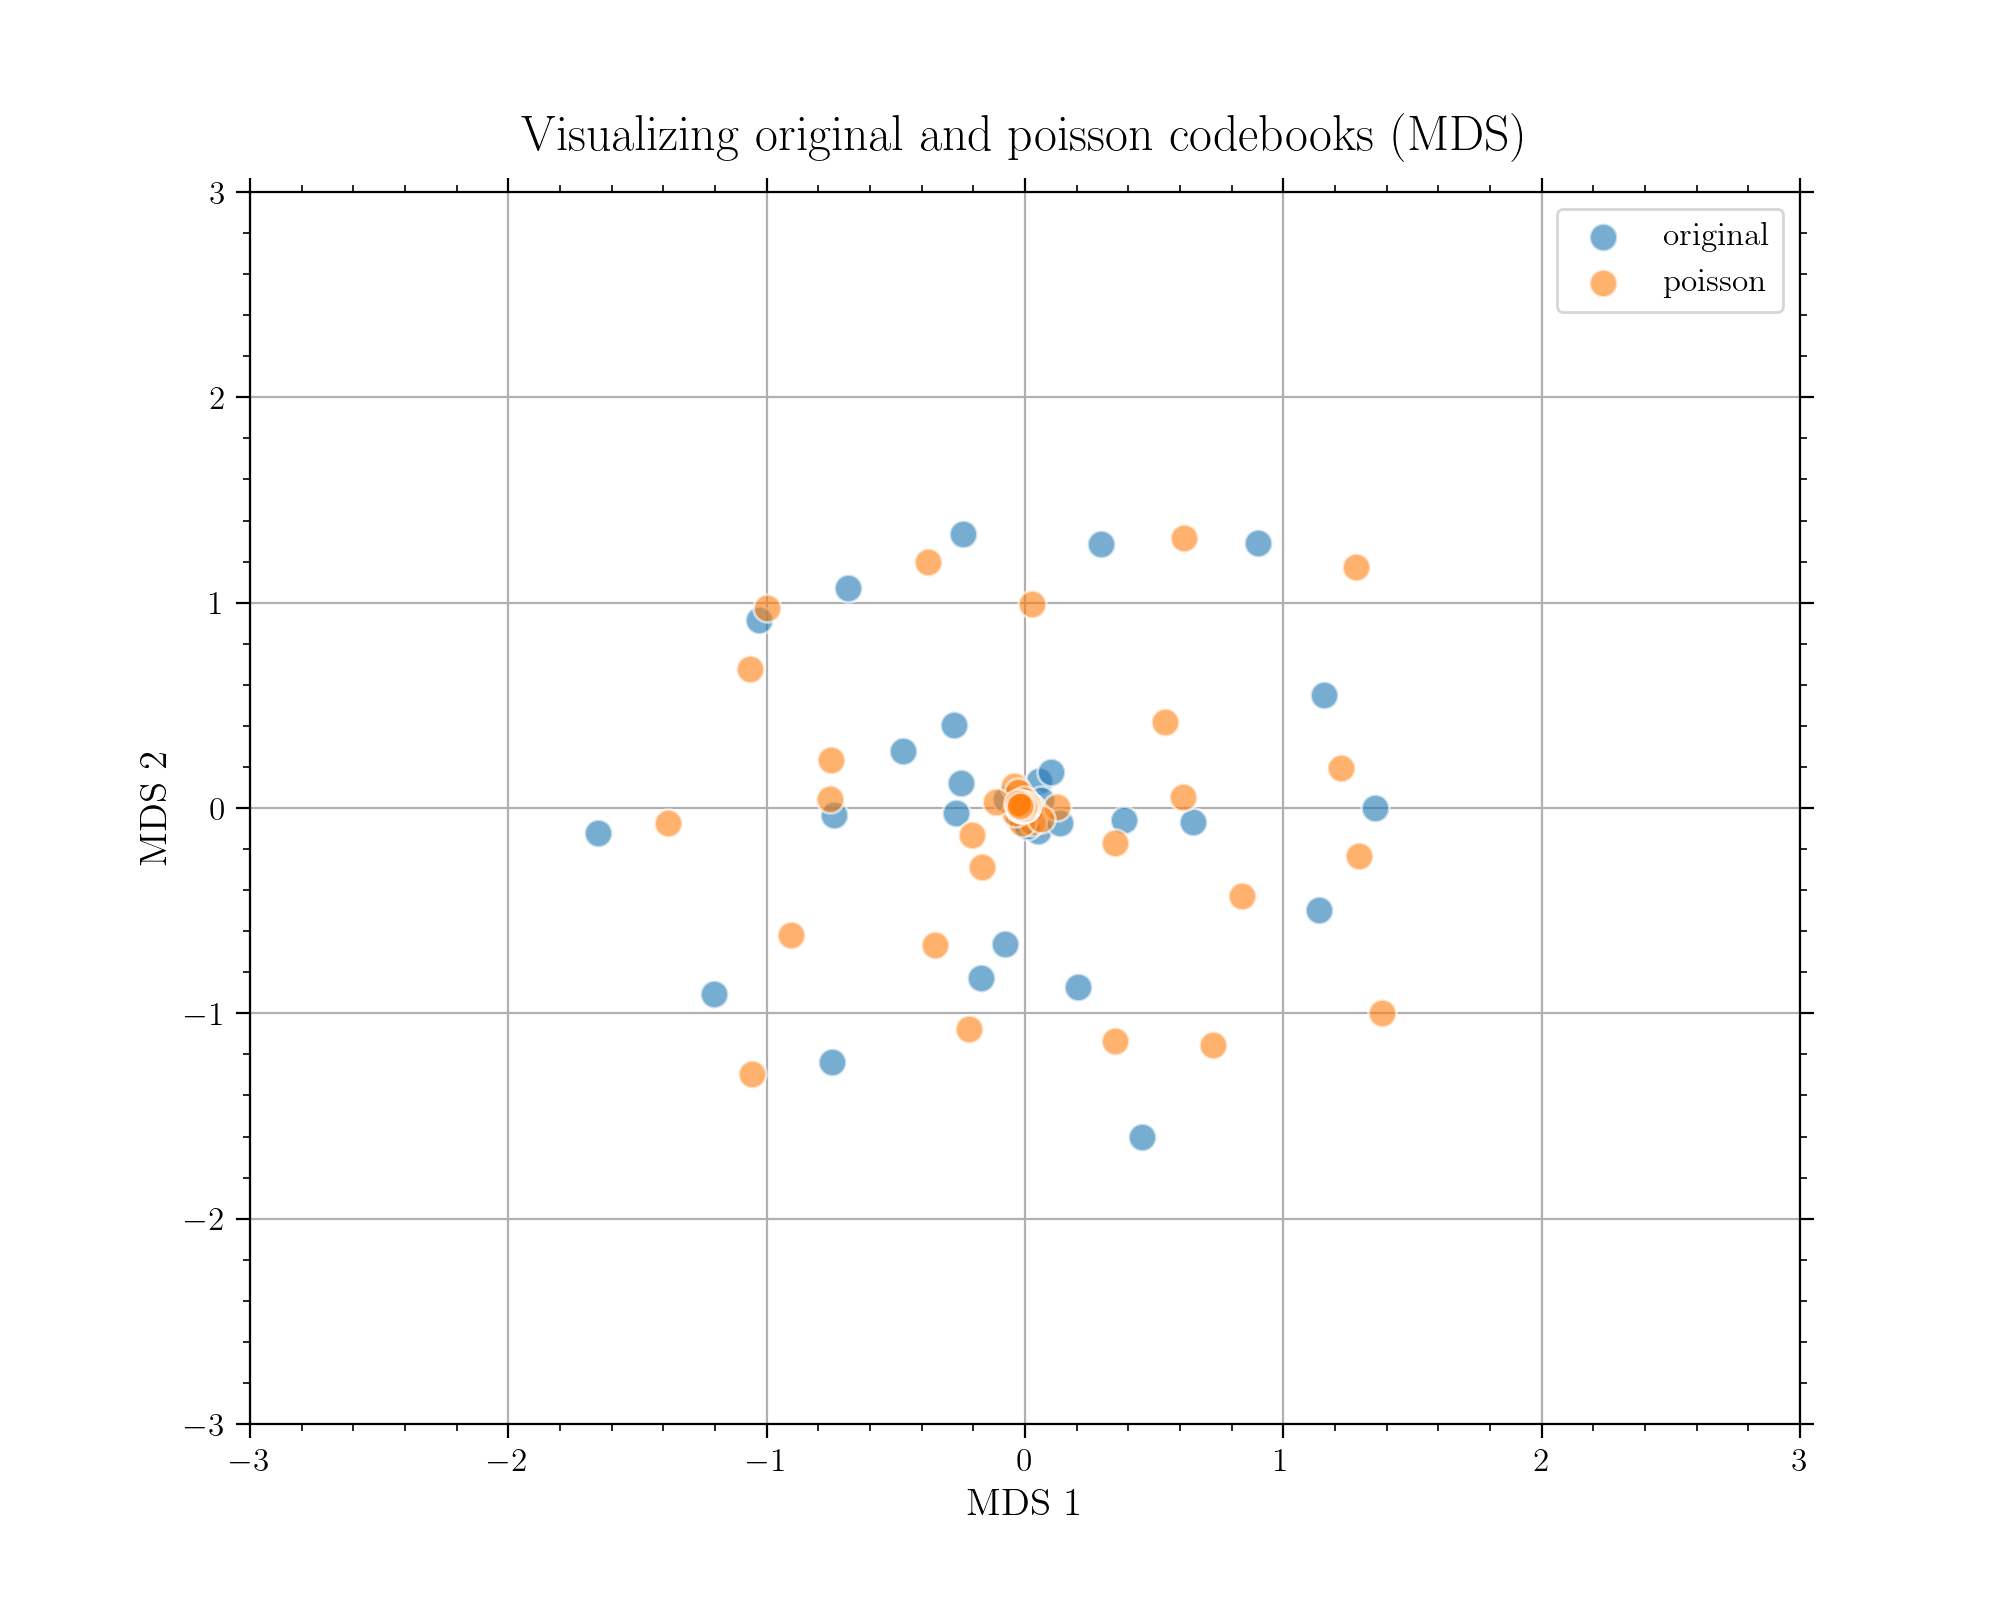 Visualizing original and poisson codebooks (MDS)
original
poisson
3
2
1
0
−1
−2
−3
MDS 2
−3
−2
−1
0
1
2
3
MDS 1